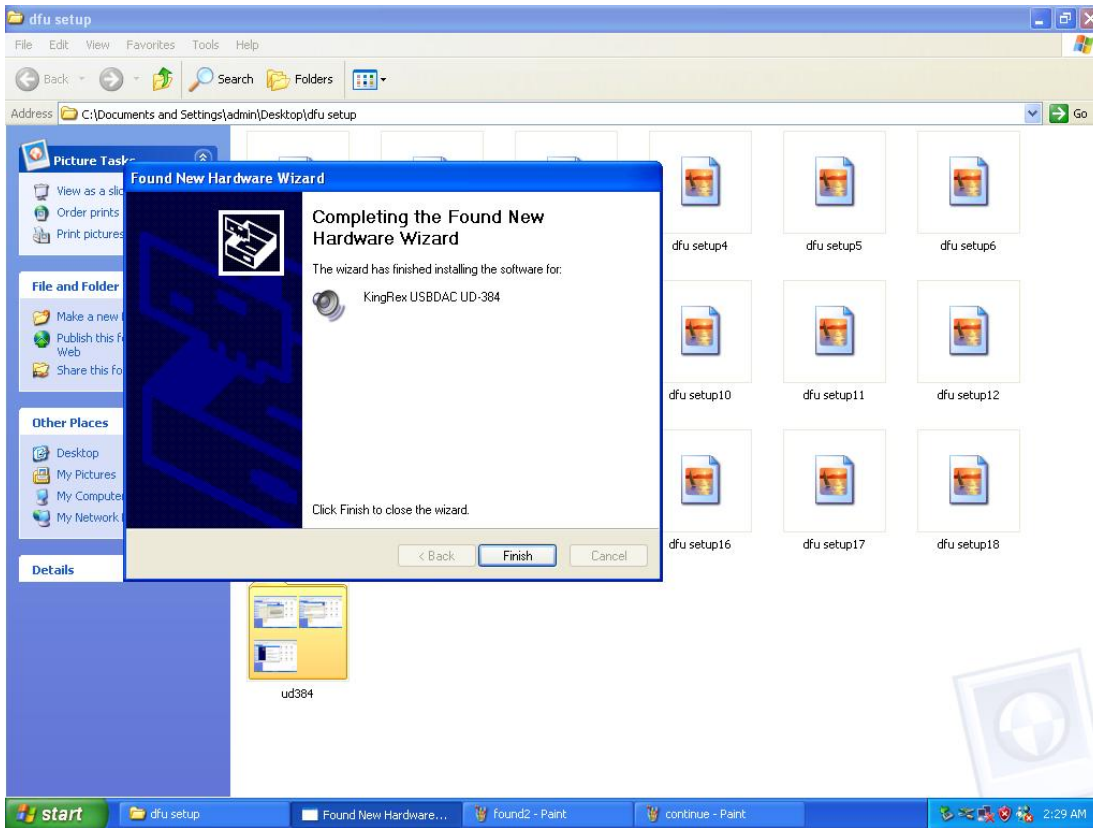 dfu setup
File Edit View Favorites Tools Help
Back Search Folders
Address C:\Documents and Settings\admin\Desktop\dfu setup Go
Picture Tasks
View as a slid
Order prints
Print pictures
File and Folder
Make a new
Publish this
Web
Share this fo
Other Places
Desktop
My Pictures
My Computer
My Network
Details
Found New Hardware Wizard
Completing the Found New
Hardware Wizard
The wizard has finished installing the software for:
KingRex USBDAC UD-384
Click Finish to close the wizard.
< Back Finish Cancel
dfu setup4 dfu setup5 dfu setup6
dfu setup10 dfu setup11 dfu setup12
dfu setup16 dfu setup17 dfu setup18
ud384
start dfu setup Found New Hardware... found2 - Paint continue - Paint 2:29 AM